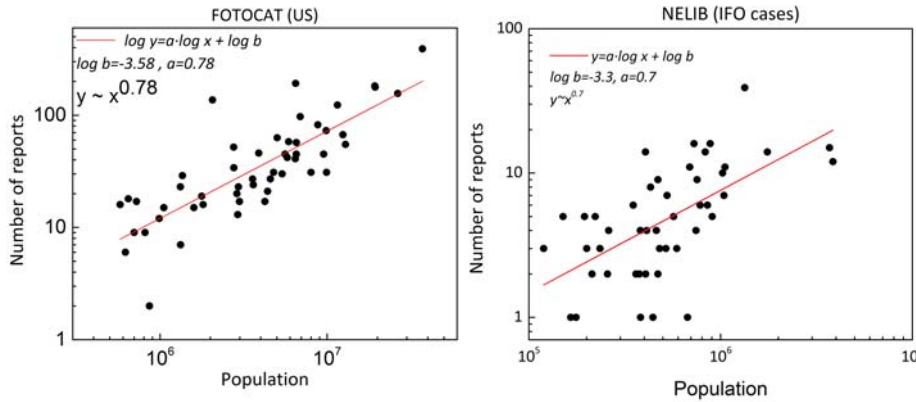 FOTOCAT (US)
log y=a·log x + log b
log b=-3.58 , a=0.78
y ~ x^0.78
Number of reports
100
10
1
10^6
10^7
Population
NELIB (IFO cases)
y=a·log x + log b
log b=-3.3, a=0.7
y~x^0.7
Number of reports
100
10
1
10^5
10^6
10
Population